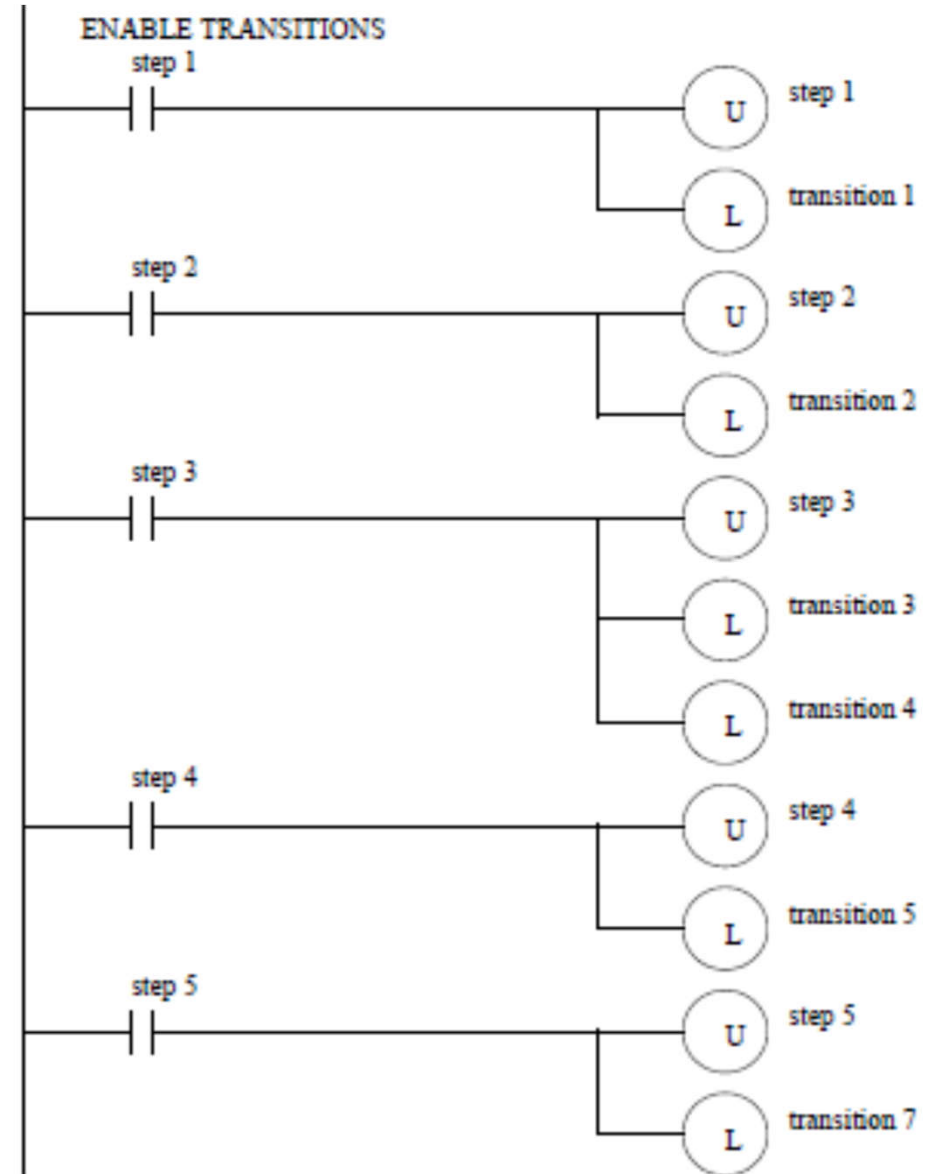 ENABLE TRANSITIONS
step 1
U
step 1
L
transition 1
step 2
U
step 2
L
transition 2
step 3
U
step 3
L
transition 3
L
transition 4
step 4
U
step 4
L
transition 5
step 5
U
step 5
L
transition 7